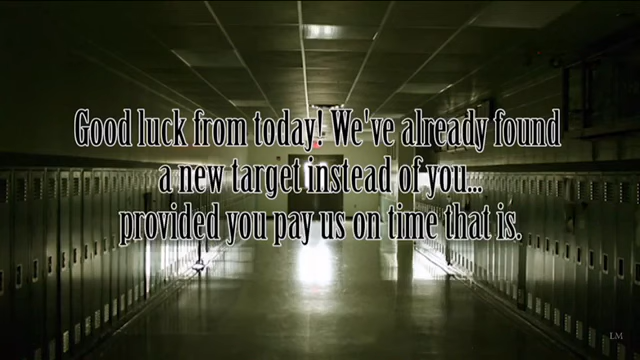 Good luck from today! We've already found
a new target instead of you...
provided you pay us on time that is.
LM